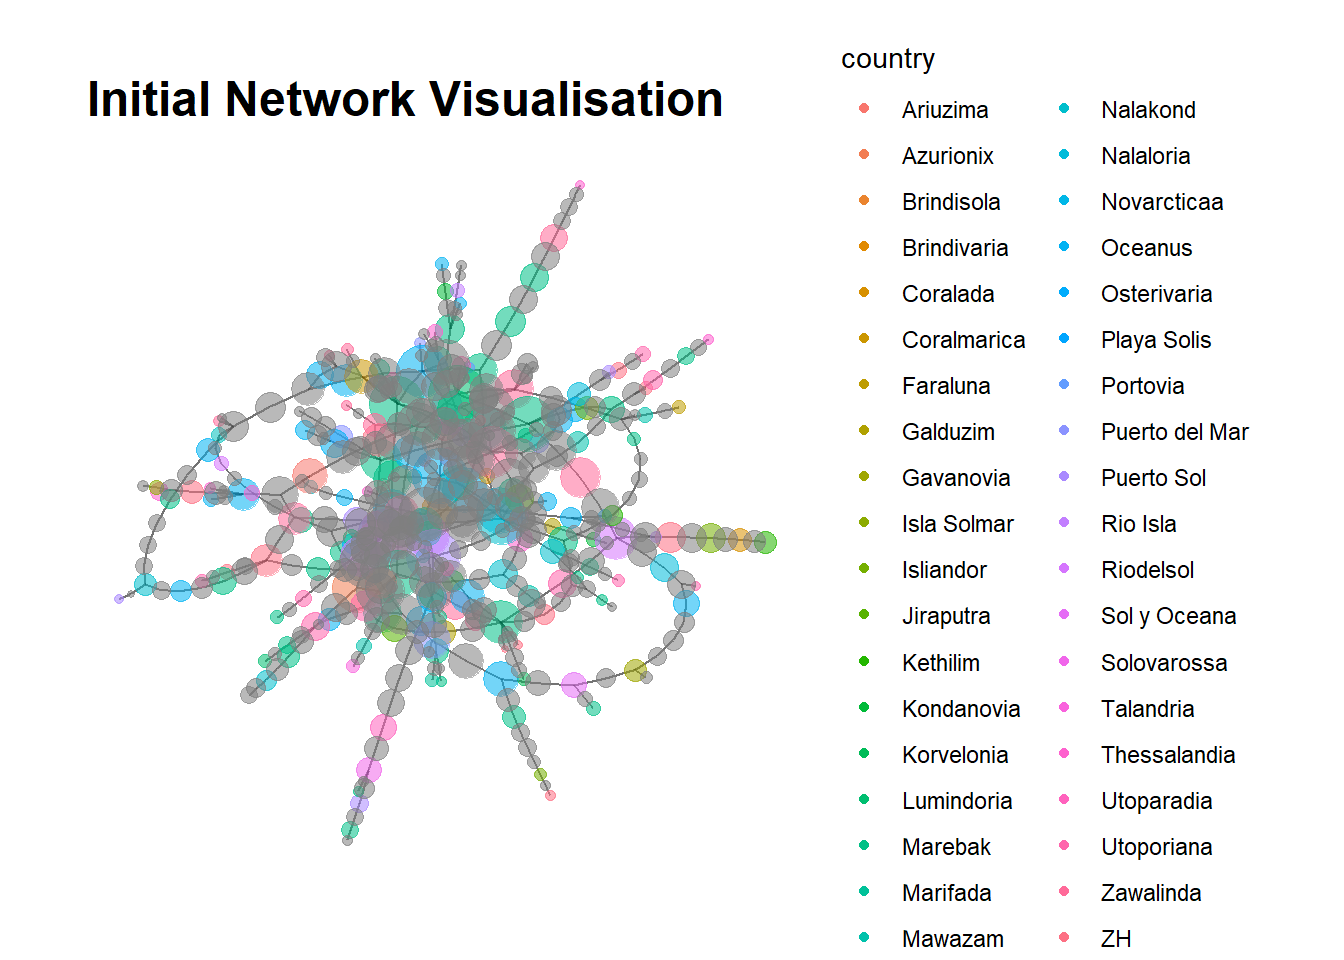 Initial Network Visualisation
country
Ariuzima
Azurionix
Brindisola
Brindivaria
Coralada
Coralmarica
Faraluna
Galduzim
Gavanovia
Isla Solmar
Isliandor
Jiraputra
Kethilim
Kondanovia
Korvelonia
Lumindoria
Marebak
Marifada
Mawazam
Nalakond
Nalaloria
Novarcticaa
Oceanus
Osterivaria
Playa Solis
Portovia
Puerto del Mar
Puerto Sol
Rio Isla
Riodelsol
Sol y Oceana
Solovarossa
Talandria
Thessalandia
Utoparadia
Utoporiana
Zawalinda
ZH